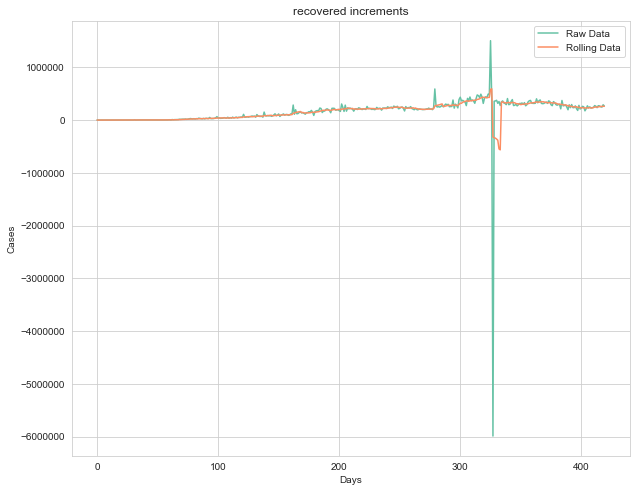 recovered increments
Raw Data
Rolling Data
1000000
0
−1000000
−2000000
−3000000
−4000000
−5000000
−6000000
Cases
0 100 200 300 400
Days